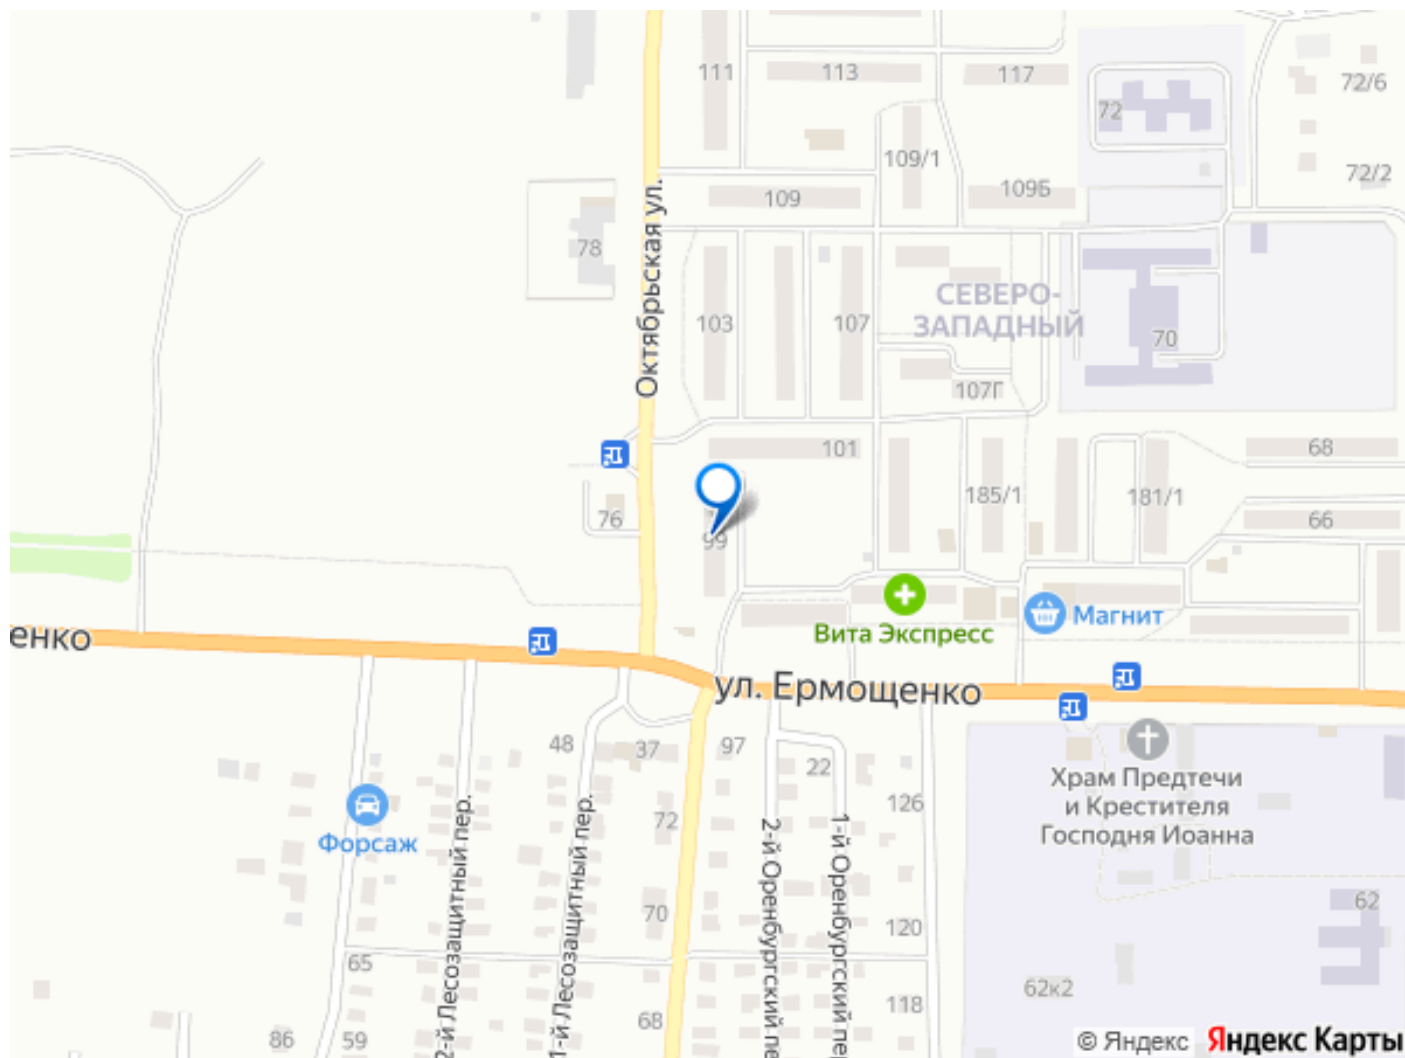 111
113
117
72
72/6
109/1
72/2
109
109Б
Октябрьская ул.
78
СЕВЕРО-
ЗАПАДНЫЙ
103
107
70
107Г
101
68
185/1
181/1
76
66
99
Магнит
Вита Экспресс
енко
ул. Ермощенко
48
37
97
22
Храм Предтечи
и Крестителя
Господня Иоанна
126
72
Форсаж
2-й Лесозащитный пер.
1-й Лесозащитный пер.
2-й Оренбургский пе
1-й Оренбургский пер
70
62
120
65
62к2
118
68
86
59
© Яндекс
Яндекс Карты